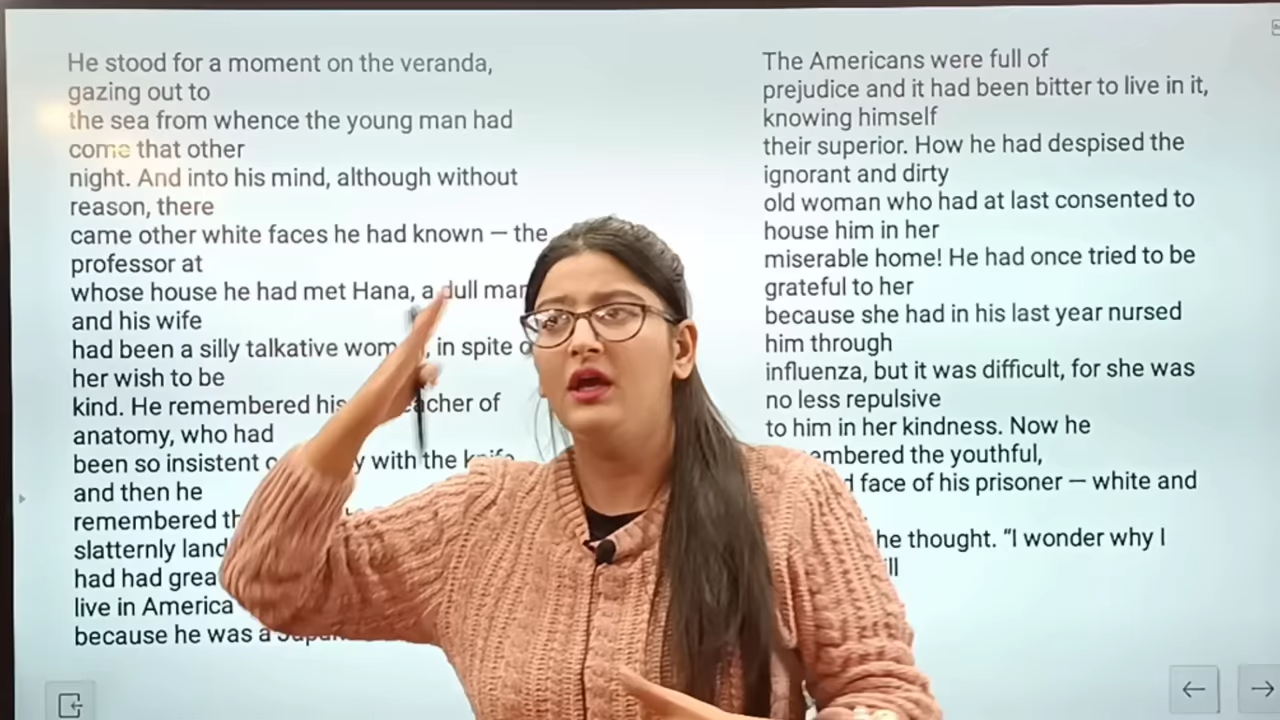 He stood for a moment on the veranda,
gazing out to
the sea from whence the young man had
come that other
night. And into his mind, although without
reason, there
came other white faces he had known — the
professor at
whose house he had met Hana, a dull man
and his wife
had been a silly talkative in spite
her wish to be
kind. He remembered his of
anatomy, who had
been so insistent with the
and then he
remembered
slatternly
had had
live in America
because he was a
The Americans were full of
prejudice and it had been bitter to live in it,
knowing himself
their superior. How he had despised the
ignorant and dirty
old woman who had at last consented to
house him in her
miserable home! He had once tried to be
grateful to her
because she had in his last year nursed
him through
influenza, but it was difficult, for she was
no less repulsive
to him in her kindness. Now he
the youthful,
face of his prisoner — white and
he thought. “I wonder why I